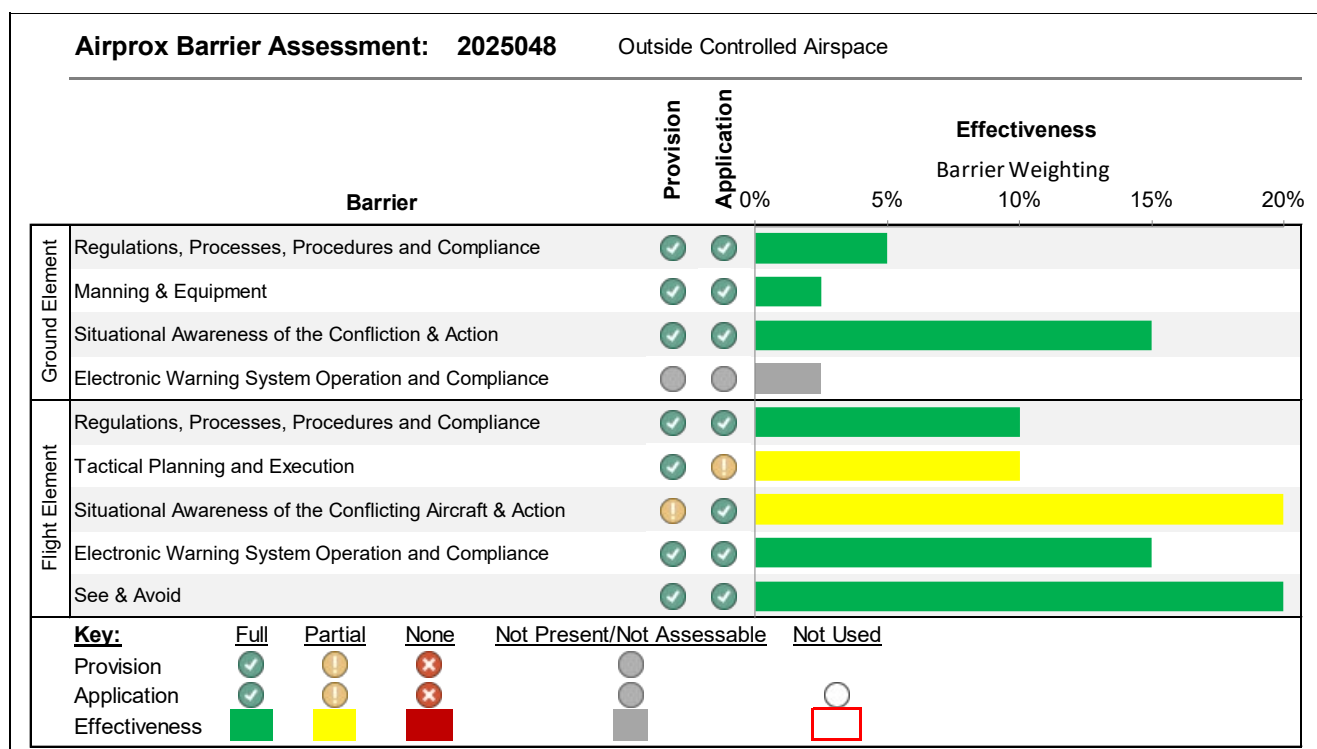 Airprox Barrier Assessment: 2025048 Outside Controlled Airspace
Provision
Application
Effectiveness
Barrier Weighting
Barrier
0% 5% 10% 15% 20%
Ground Element
Regulations, Processes, Procedures and Compliance
Manning & Equipment
Situational Awareness of the Confliction & Action
Electronic Warning System Operation and Compliance
Flight Element
Regulations, Processes, Procedures and Compliance
Tactical Planning and Execution
Situational Awareness of the Conflicting Aircraft & Action
Electronic Warning System Operation and Compliance
See & Avoid
Key: Full Partial None Not Present/Not Assessable Not Used
Provision
Application
Effectiveness